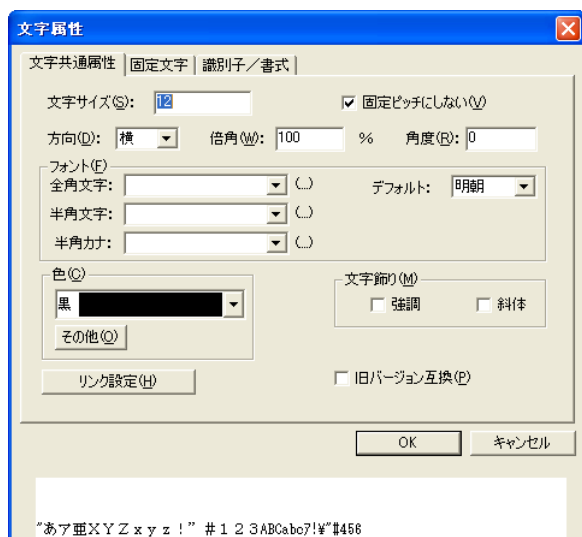 文字属性
文字共通属性 固定文字 識別子／書式
文字サイズ(S): 12 固定ピッチにしない(V)
方向(D): 横 倍角(W): 100 % 角度(R): 0
フォント(F)
全角文字: (...) デフォルト: 明朝
半角文字: (...)
半角カナ: (...)
色(C) 文字飾り(M)
黒 強調 斜体
その他(O)
リンク設定(H) 旧バージョン互換(P)
OK キャンセル
"あア亜ＸＹＺｘｙｚ！”＃１２３ABCabc7!¥"#456